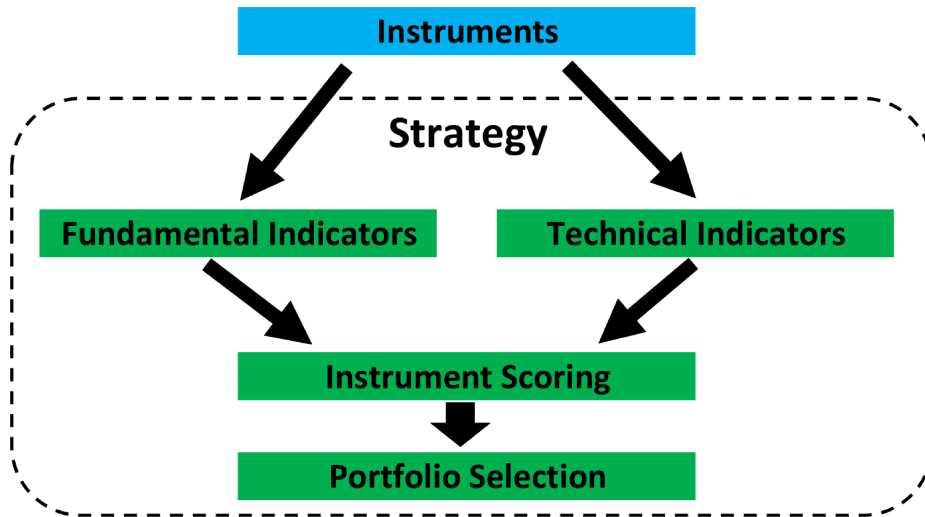 Instruments
Strategy
Fundamental Indicators
Technical Indicators
Instrument Scoring
Portfolio Selection